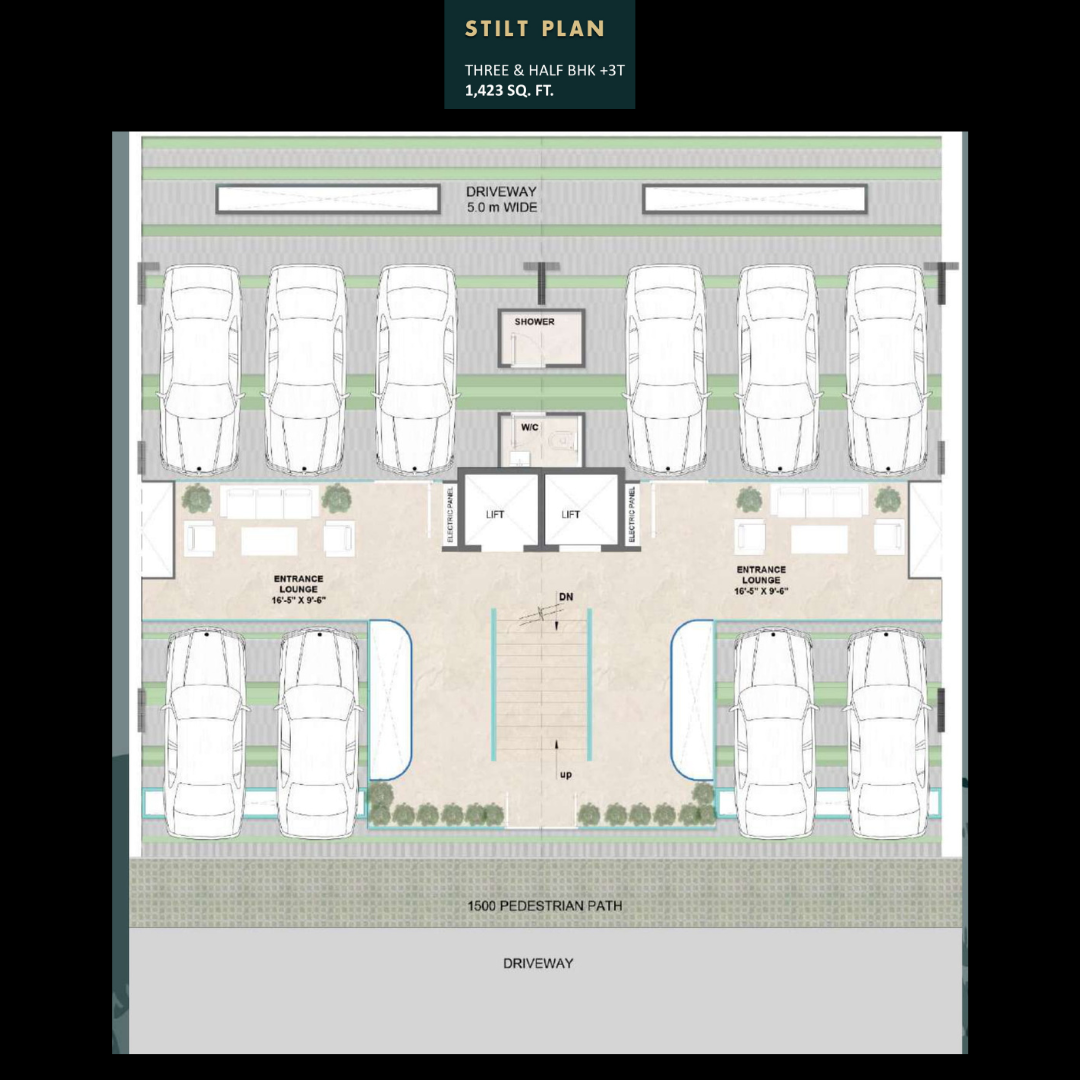 STILT PLAN
THREE & HALF BHK +3T
1,423 SQ. FT.
DRIVEWAY
5.0 m WIDE
SHOWER
W/C
ELECTRIC PANEL
LIFT
LIFT
ELECTRIC PANEL
ENTRANCE
LOUNGE
16'-5" X 9'-6"
ENTRANCE
LOUNGE
16'-5" X 9'-6"
DN
up
1500 PEDESTRIAN PATH
DRIVEWAY